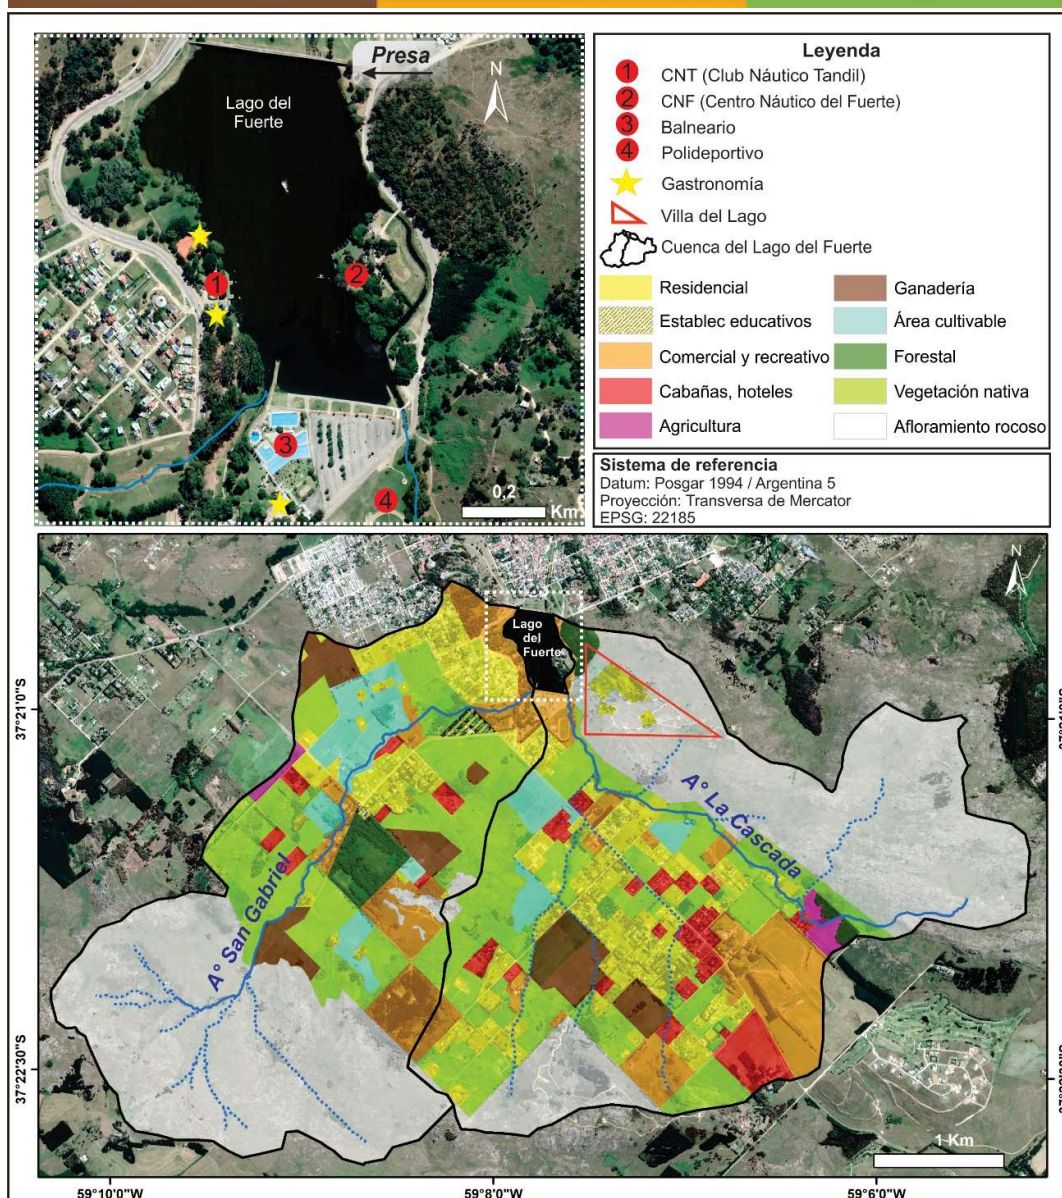 Presa
N
Lago del
Fuerte
1
2
3
4
0,2
Km
Leyenda
1 CNT (Club Náutico Tandil)
2 CNF (Centro Náutico del Fuerte)
3 Balneario
4 Polideportivo
Gastronomía
Villa del Lago
Cuenca del Lago del Fuerte
Residencial
Establec educativos
Comercial y recreativo
Cabañas, hoteles
Agricultura
Ganadería
Área cultivable
Forestal
Vegetación nativa
Afloramiento rocoso
Sistema de referencia
Datum: Posgar 1994 / Argentina 5
Proyección: Transversa de Mercator
EPSG: 22185
N
Lago
del
Fuerte
A° San Gabriel
A° La Cascada
1 Km
37°21'0"S
37°22'30"S
59°10'0"W
59°8'0"W
59°6'0"W